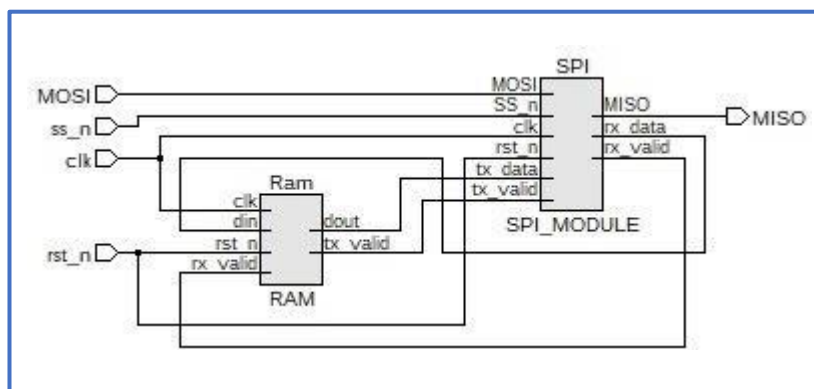 SPI
MOSI
MOSI
SS_n
MISO
MISO
ss_n
clk
rx_data
clk
rst_n
rx_valid
Ram
tx_data
clk
tx_valid
din
dout
SPI_MODULE
rst_n
rst_n
tx_valid
rx_valid
RAM